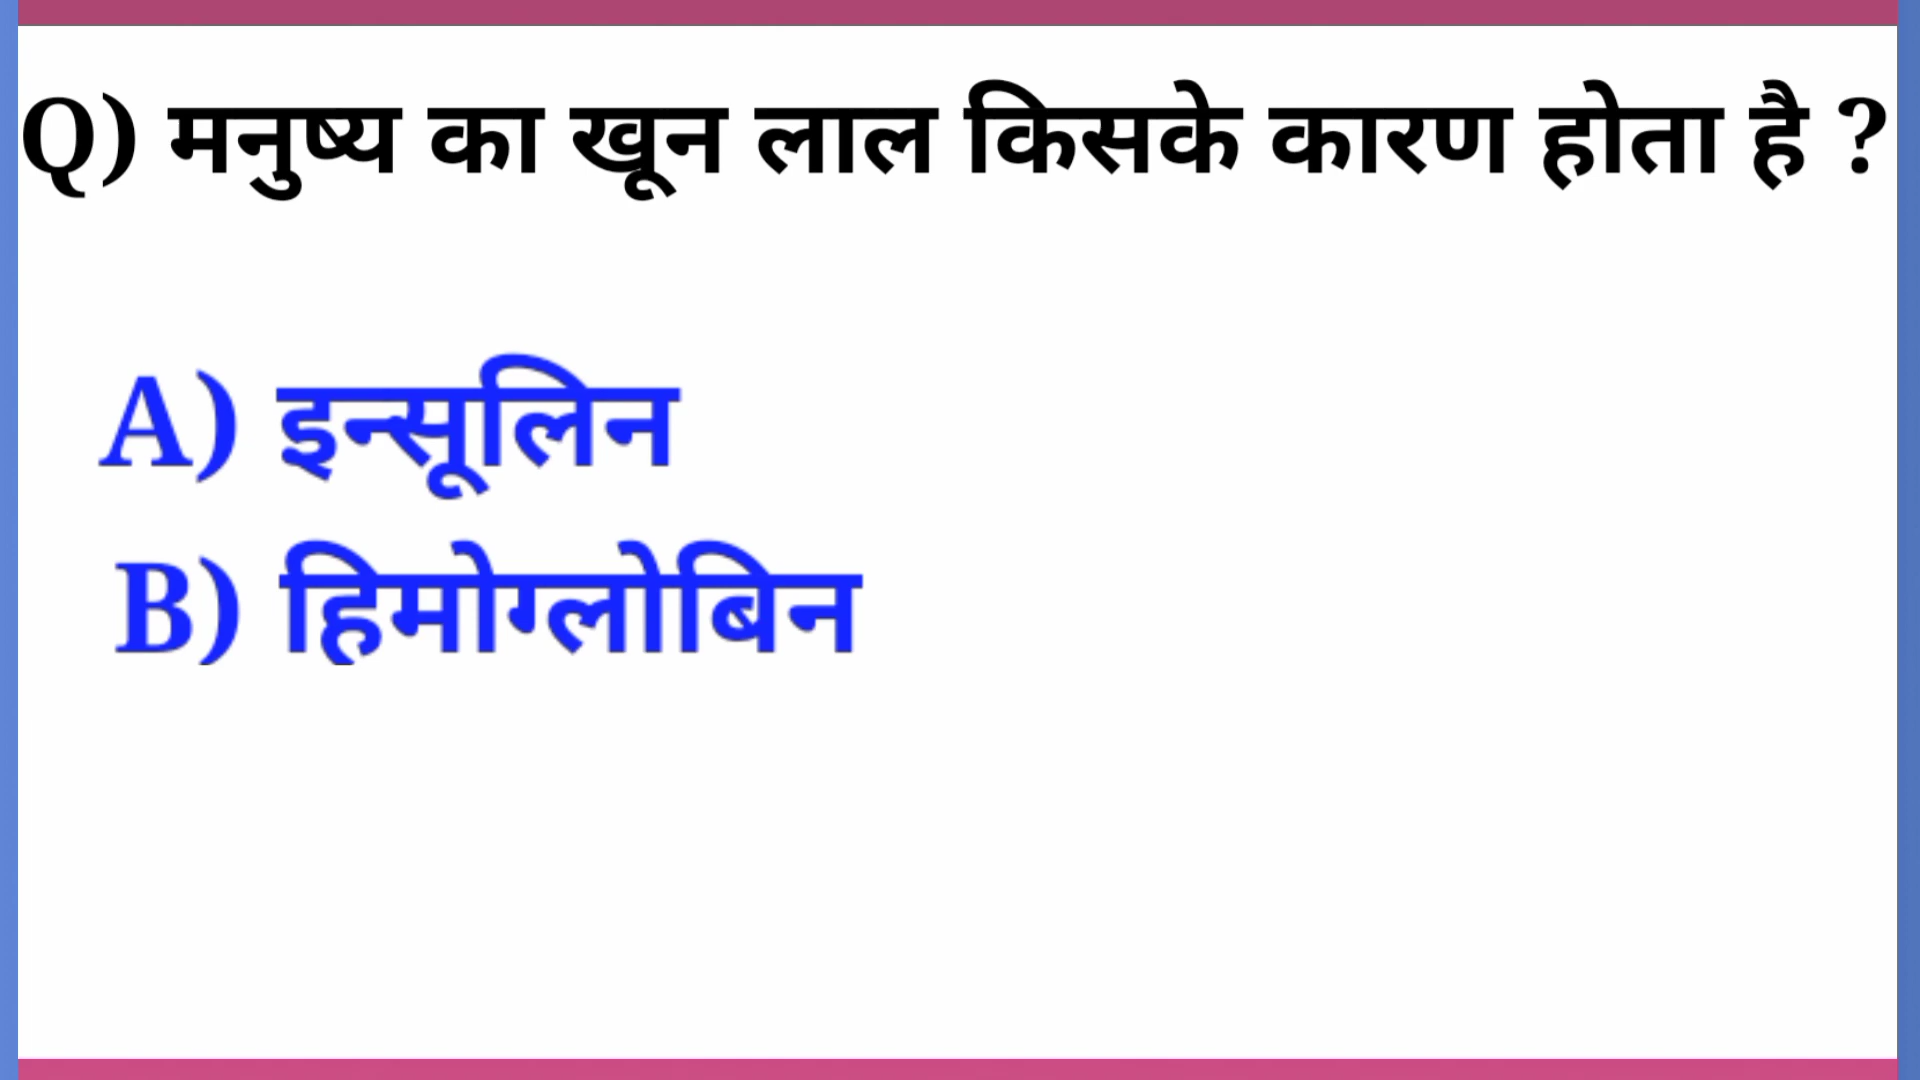 Q) मनुष्य का खून लाल किसके कारण होता है ?
A) इन्सूलिन
B) हिमोग्लोबिन